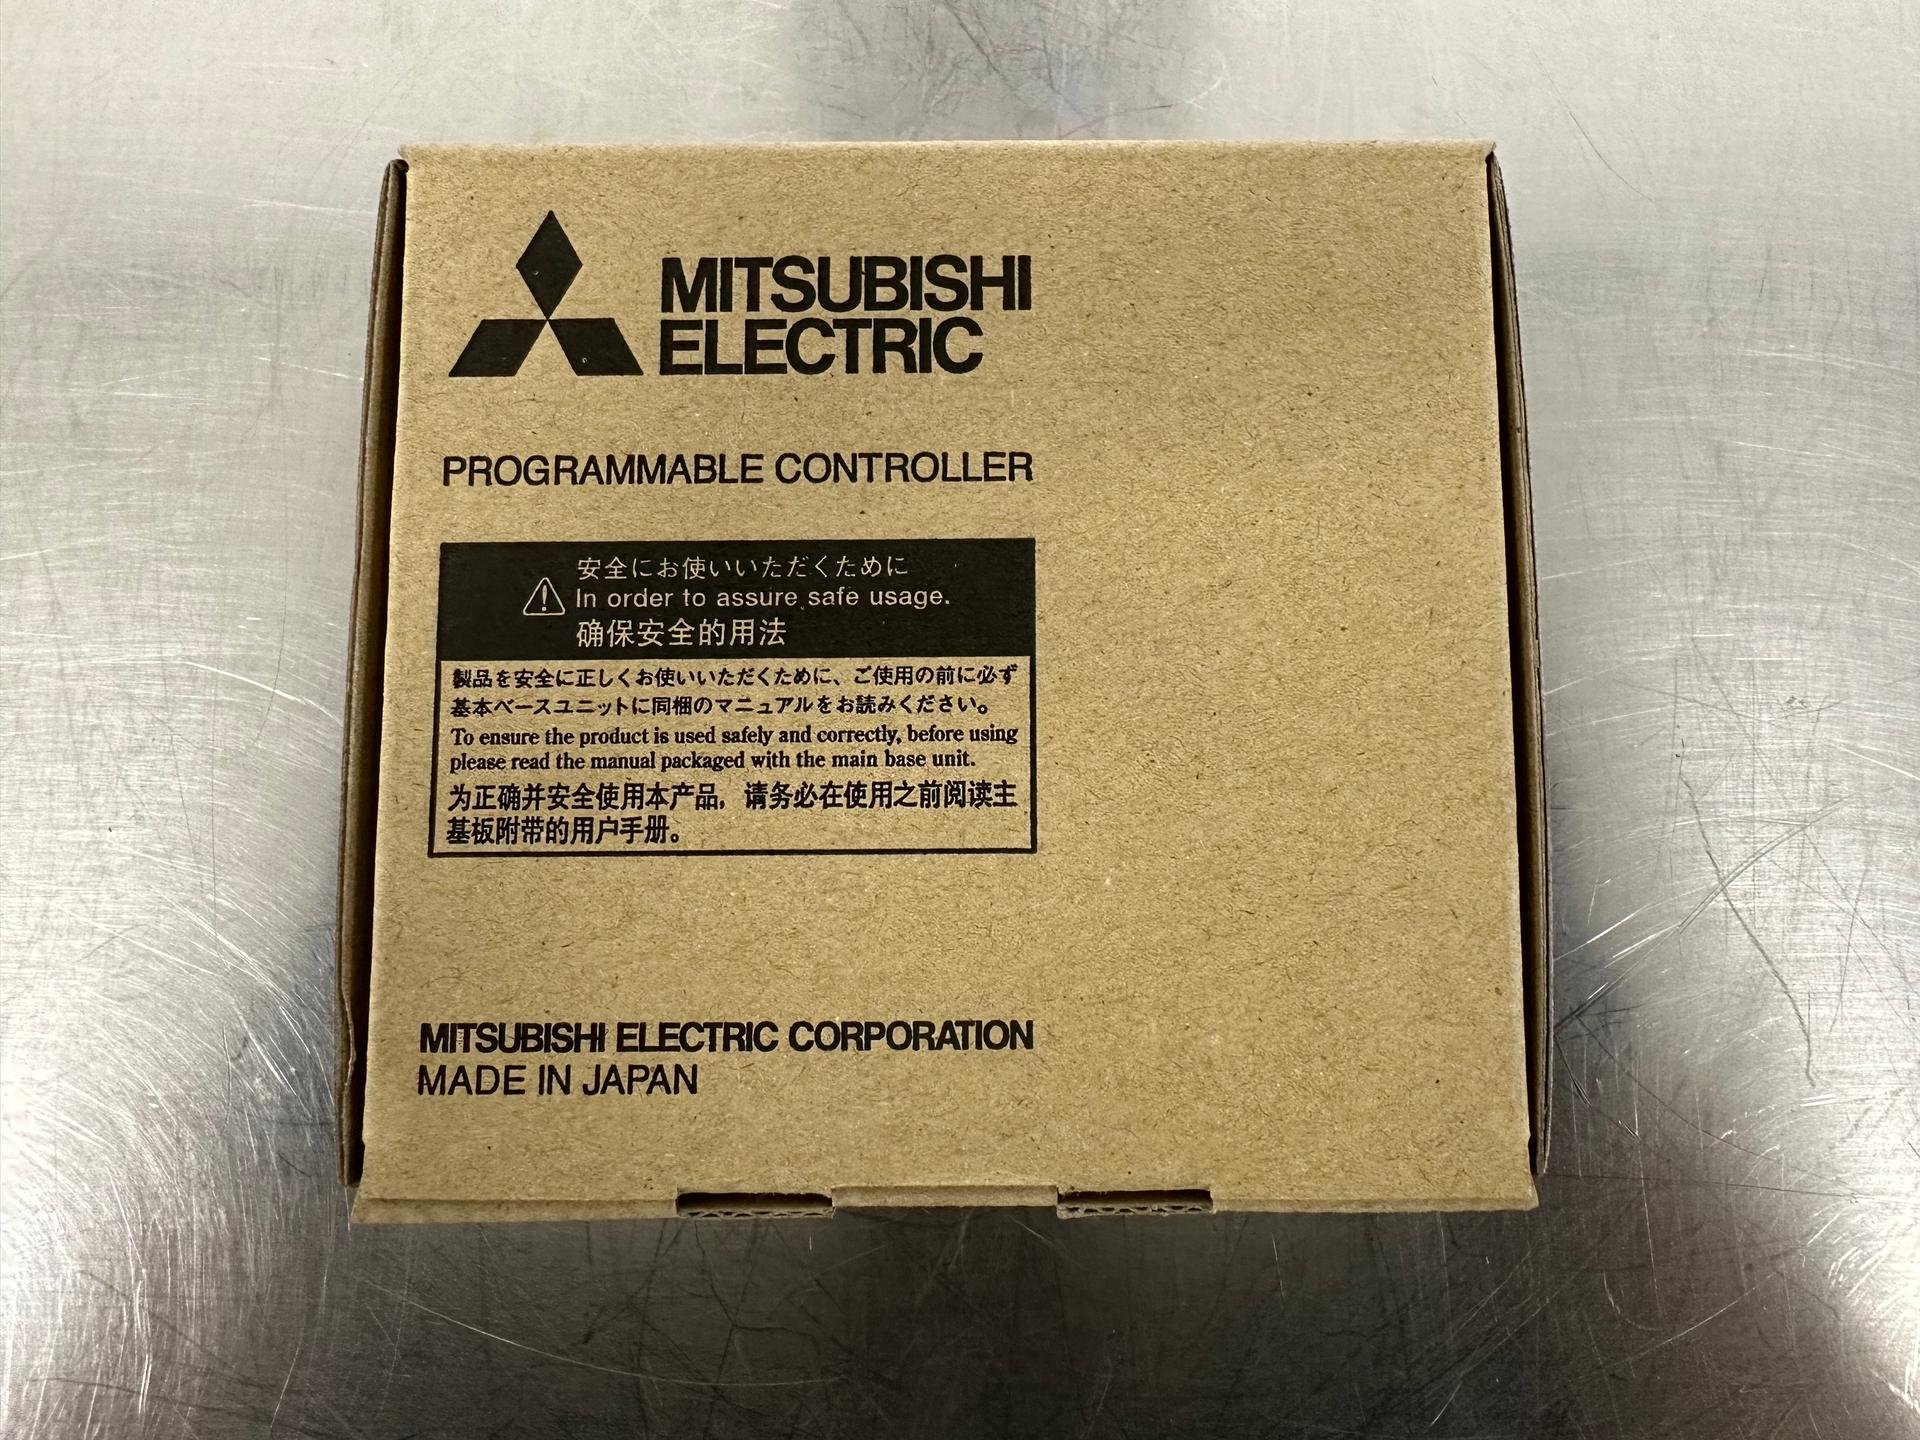 MITSUBISHI
ELECTRIC
PROGRAMMABLE CONTROLLER
安全にお使いいただくために
In order to assure safe usage.
确保安全的用法
製品を安全に正しくお使いいただくために、ご使用の前に必ず
基本ベースユニットに同梱のマニュアルをお読みください。
To ensure the product is used safely and correctly, before using
please read the manual packaged with the main base unit.
为正确并安全使用本产品，请务必在使用之前阅读主
基板附带的用户手册。
MITSUBISHI ELECTRIC CORPORATION
MADE IN JAPAN